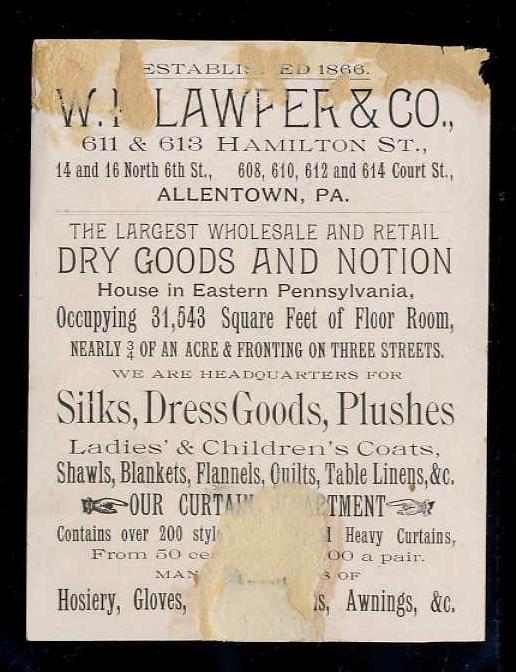 ESTABLI ED 1866.
W. LAWFER & CO.,
611 & 613 HAMILTON ST.,
14 and 16 North 6th St., 608, 610, 612 and 614 Court St.,
ALLENTOWN, PA.
THE LARGEST WHOLESALE AND RETAIL
DRY GOODS AND NOTION
House in Eastern Pennsylvania,
Occupying 31,543 Square Feet of Floor Room,
NEARLY ¾ OF AN ACRE & FRONTING ON THREE STREETS.
WE ARE HEADQUARTERS FOR
Silks, Dress Goods, Plushes
Ladies' & Children's Coats,
Shawls, Blankets, Flannels, Quilts, Table Linens, &c.
OUR CURTAIN DEPARTMENT
Contains over 200 Heavy Curtains,
From 50 a pair.
OF
Hosiery, Gloves, Awnings, &c.